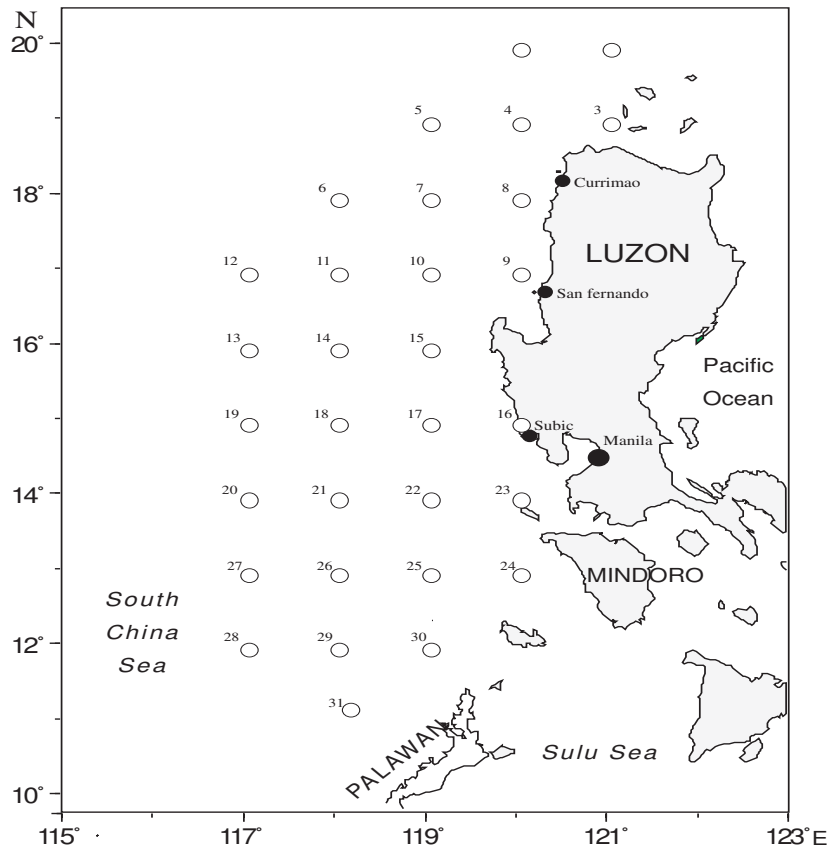 N
20°
5
4
3
18°
6
7
8
Currimao
LUZON
12
11
10
9
San fernando
16°
13
14
15
Pacific
Ocean
19
18
17
16
Subic
Manila
14°
20
21
22
23
27
26
25
24
MINDORO
South
China
Sea
12°
28
29
30
31
PALAWAN
Sulu Sea
10°
115°
117°
119°
121°
123°E